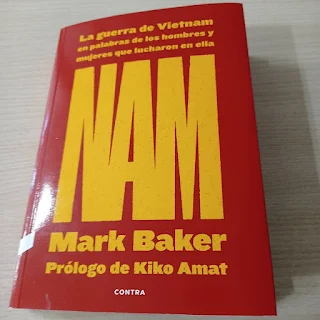 La guerra de Vietnam
en palabras de los hombres y
mujeres que lucharon en ella
NAM
Mark Baker
Prólogo de Kiko Amat
CONTRA